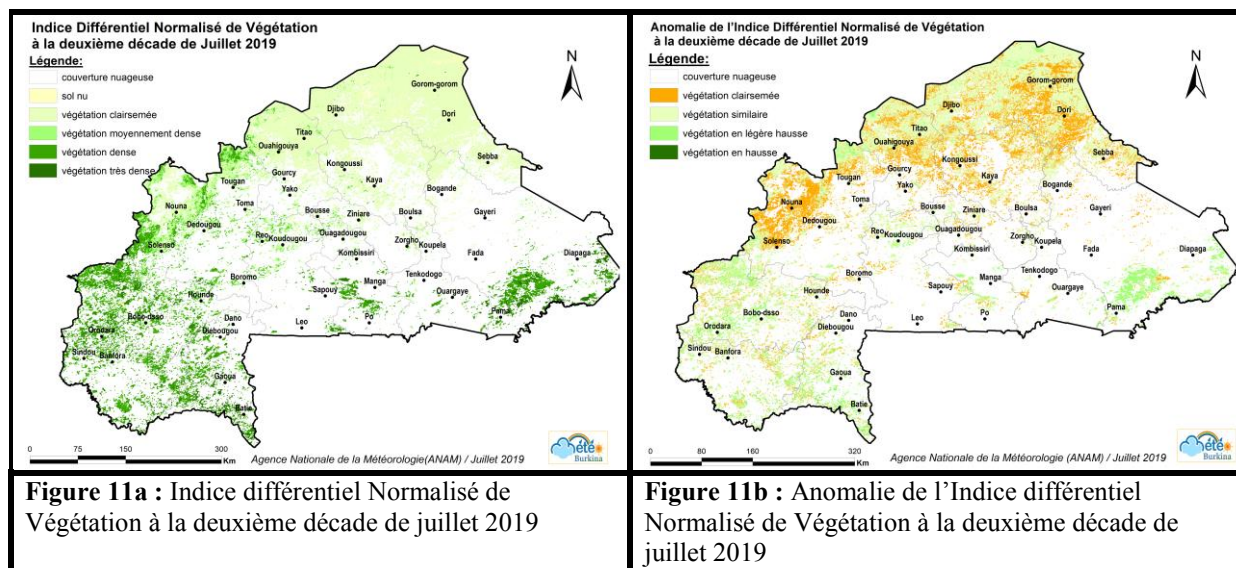 Indice Différentiel Normalisé de Végétation
à la deuxième décade de Juillet 2019
Légende:
couverture nuageuse
sol nu
végétation clairsemée
végétation moyennement dense
végétation dense
végétation très dense
N
Gorom-gorom
Djibo
Dori
Titao
Ouahigouya
Sebba
Kongoussi
Gourcy
Kaya
Tougan
Yako
Bogande
Nouna
Toma
Bousse
Ziniare
Boulsa
Gayeri
Dedougou
Reo
Koudougou
Ouagadougou
Zorgho
Koupela
Solenso
Kombissiri
Fada
Diapaga
Boromo
Tenkodogo
Manga
Sapouy
Ouargaye
Hounde
Pama
Bobo-dsso
Dano
Leo
Po
Orodara
Diebougou
Sindou
Banfora
Gaoua
Batie
0 75 150 300
Km
Agence Nationale de la Météorologie(ANAM) / Juillet 2019
Météo
Burkina
Anomalie de l'Indice Différentiel Normalisé de Végétation
à la deuxième décade de Juillet 2019
Légende:
couverture nuageuse
végétation clairsemée
végétation similaire
végétation en légère hausse
végétation en hausse
N
Gorom-gorom
Djibo
Dori
Titao
Ouahigouya
Sebba
Kongoussi
Gourcy
Kaya
Tougan
Yako
Bogande
Nouna
Toma
Bousse
Ziniare
Boulsa
Gayeri
Dedougou
Reo
Koudougou
Ouagadougou
Zorgho
Koupela
Solenso
Kombissiri
Fada
Diapaga
Boromo
Tenkodogo
Manga
Sapouy
Ouargaye
Hounde
Pama
Bobo-dsso
Dano
Leo
Po
Orodara
Diebougou
Sindou
Banfora
Gaoua
Batie
0 80 160 320
Km
Agence Nationale de la Météorologie (ANAM) / Juillet 2019
Météo
Burkina
Figure 11a : Indice différentiel Normalisé de
Végétation à la deuxième décade de juillet 2019
Figure 11b : Anomalie de l'Indice différentiel
Normalisé de Végétation à la deuxième décade de
juillet 2019